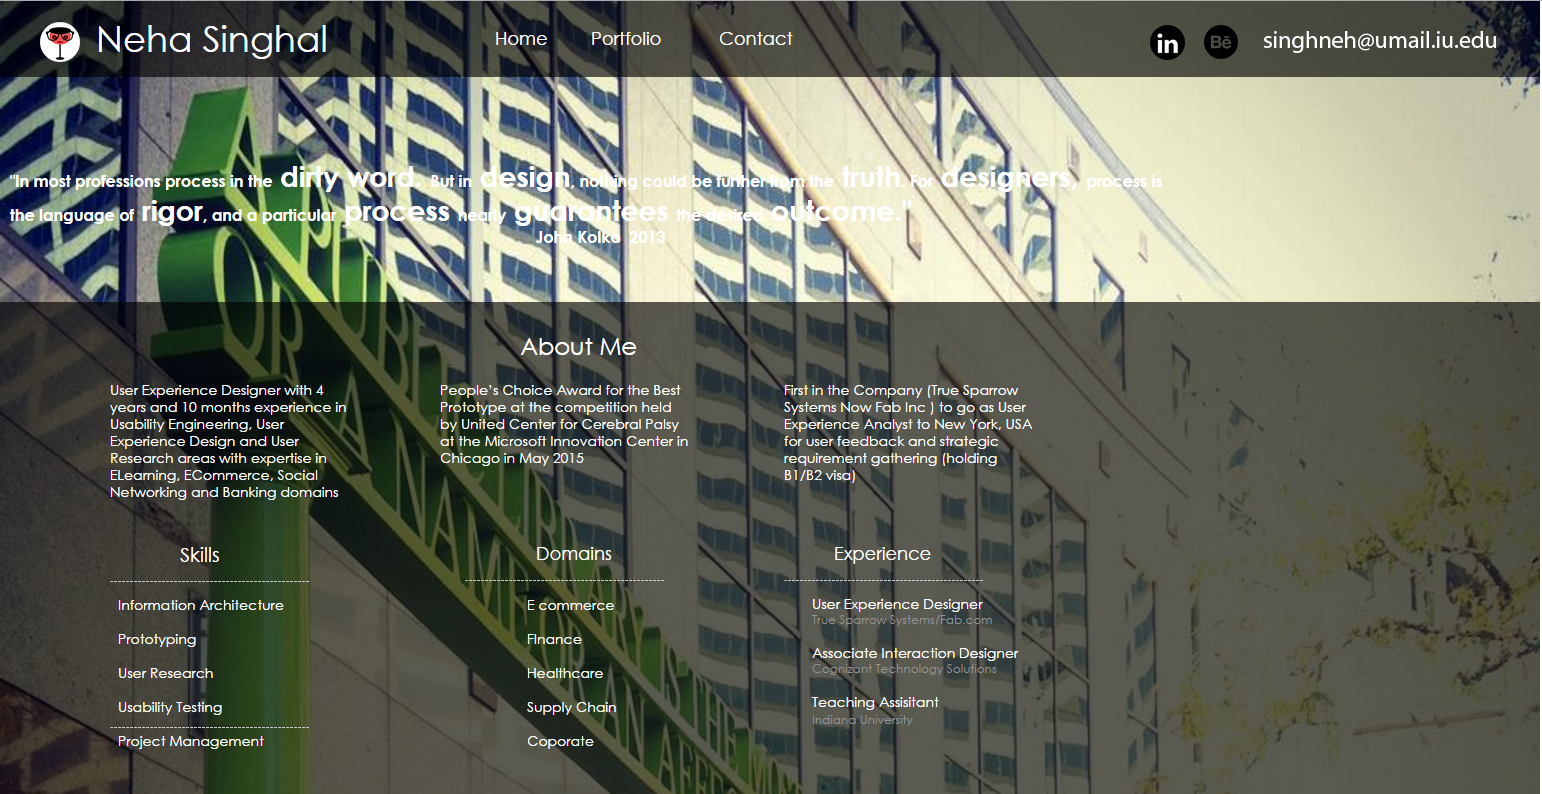 Neha Singhal
Home Portfolio Contact
in Bē singhneh@umail.iu.edu
"In most professions process in the dirty word. But in design, nothing could be further from the truth. For designers, process is
the language of rigor, and a particular process nearly guarantees the desired outcome."
John Kolko 2013
About Me
User Experience Designer with 4
years and 10 months experience in
Usability Engineering, User
Experience Design and User
Research areas with expertise in
ELearning, ECommerce, Social
Networking and Banking domains
People's Choice Award for the Best
Prototype at the competition held
by United Center for Cerebral Palsy
at the Microsoft Innovation Center in
Chicago in May 2015
First in the Company (True Sparrow
Systems Now Fab Inc ) to go as User
Experience Analyst to New York, USA
for user feedback and strategic
requirement gathering (holding
B1/B2 visa)
Skills
Information Architecture
Prototyping
User Research
Usability Testing
Project Management
Domains
E commerce
FInance
Healthcare
Supply Chain
Coporate
Experience
User Experience Designer
True Sparrow Systems/Fab.com
Associate Interaction Designer
Cognizant Technology Solutions
Teaching Assisitant
Indiana University